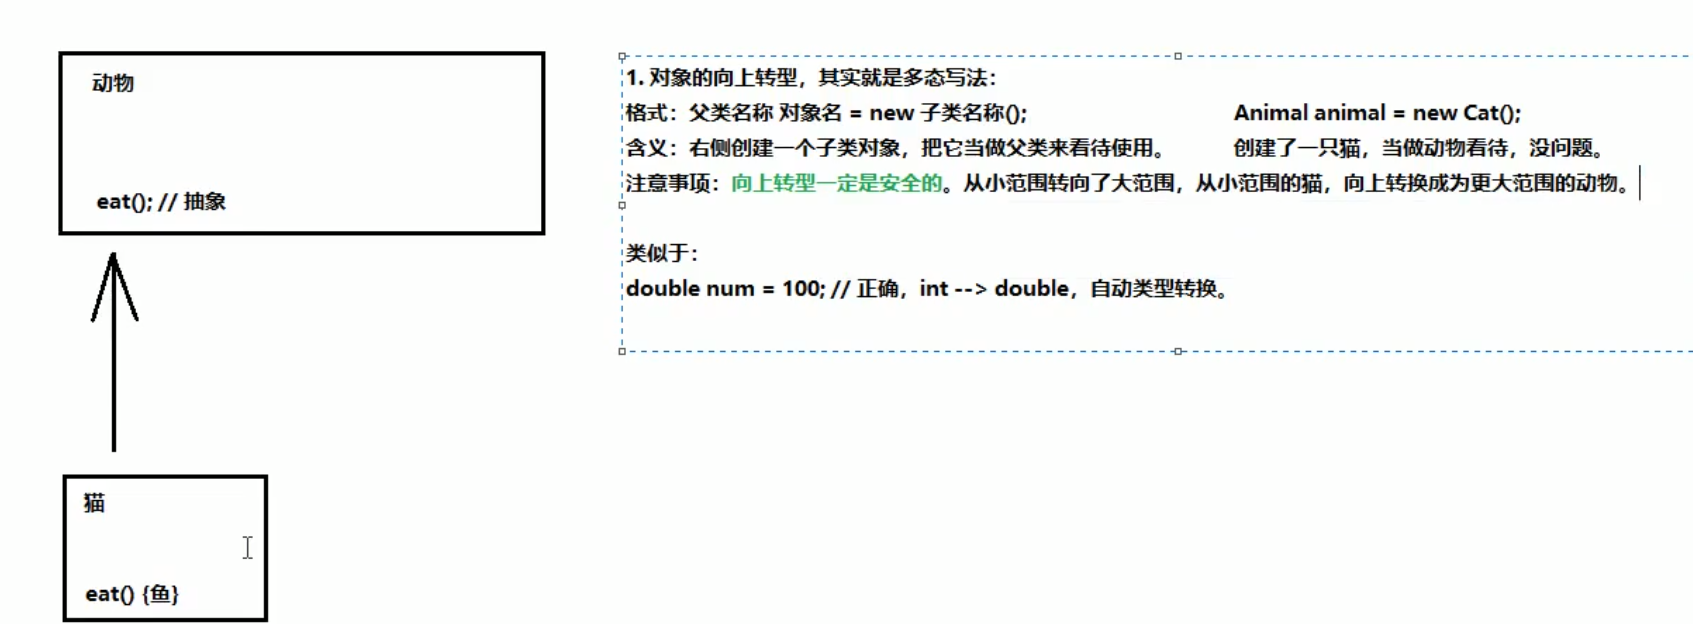 动物
eat(); // 抽象
猫
eat() {鱼}
1. 对象的向上转型，其实就是多态写法：
格式：父类名称 对象名 = new 子类名称(); Animal animal = new Cat();
含义：右侧创建一个子类对象，把它当做父类来看待使用。 创建了一只猫，当做动物看待，没问题。
注意事项：向上转型一定是安全的。从小范围转向了大范围，从小范围的猫，向上转换成为更大范围的动物。
类似于：
double num = 100; // 正确，int --> double，自动类型转换。